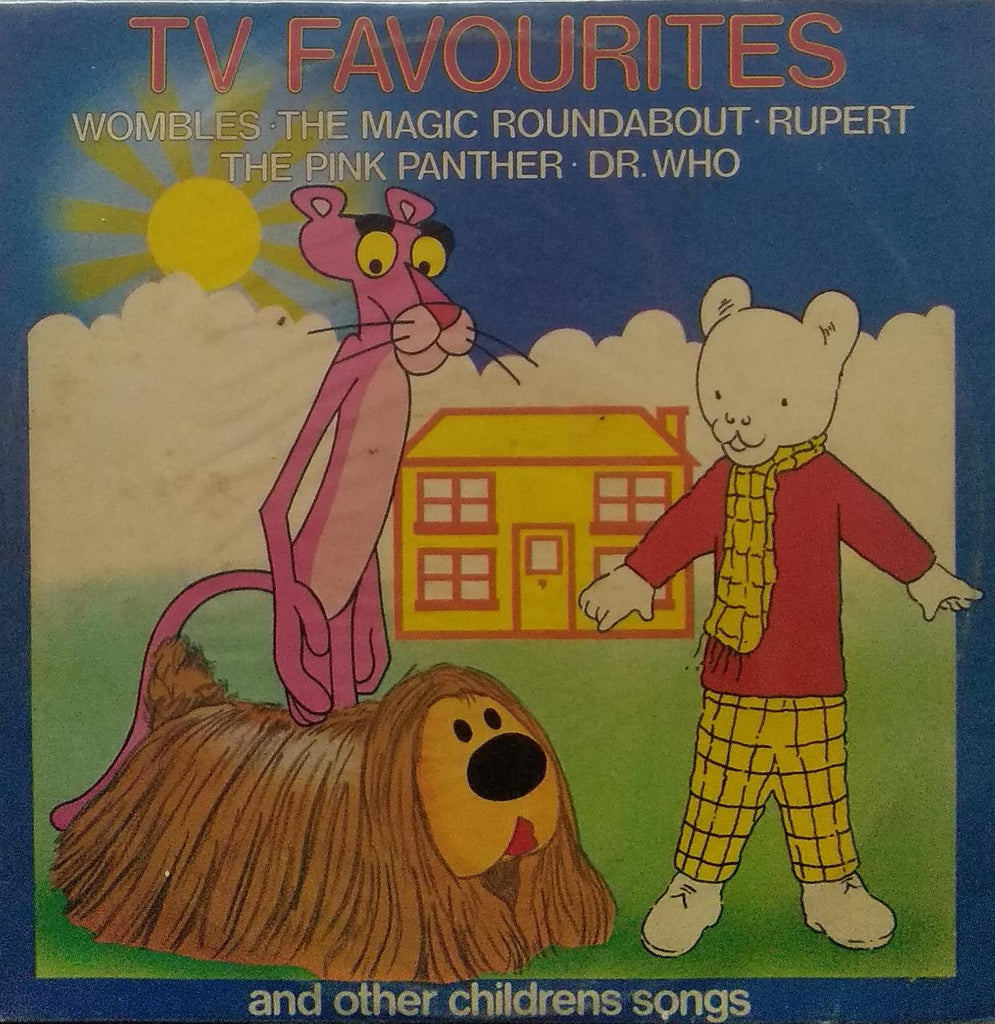 TV FAVOURITES
WOMBLES · THE MAGIC ROUNDABOUT · RUPERT
THE PINK PANTHER · DR. WHO
and other childrens songs